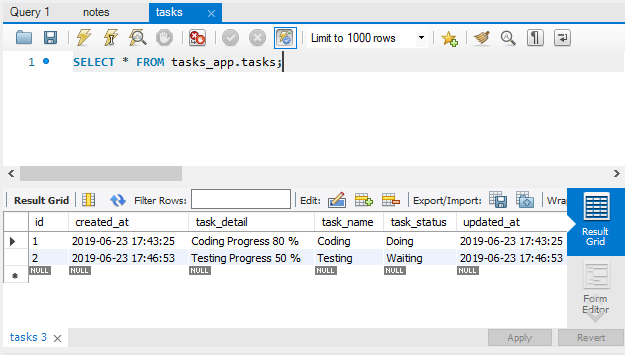 Query 1 notes tasks
Limit to 1000 rows
1 SELECT * FROM tasks_app.tasks;
Result Grid Filter Rows: Edit: Export/Import: Wrap
id created_at task_detail task_name task_status updated_at
1 2019-06-23 17:43:25 Coding Progress 80 % Coding Doing 2019-06-23 17:43:25
2 2019-06-23 17:46:53 Testing Progress 50 % Testing Waiting 2019-06-23 17:46:53
NULL NULL NULL NULL NULL NULL
Result
Grid
Form
Editor
tasks 3 Apply Revert